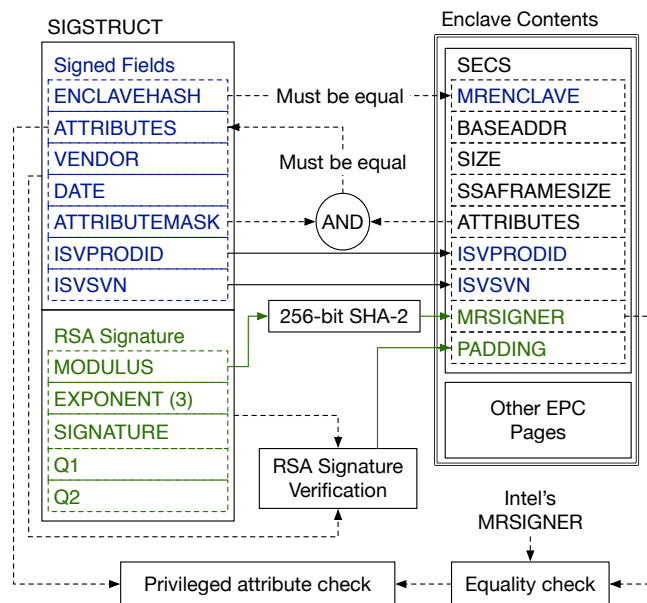 SIGSTRUCT
Signed Fields
ENCLAVEHASH
ATTRIBUTES
VENDOR
DATE
ATTRIBUTEMASK
ISVPRODID
ISVSVN
RSA Signature
MODULUS
EXPONENT (3)
SIGNATURE
Q1
Q2
Must be equal
Must be equal
AND
256-bit SHA-2
RSA Signature
Verification
Enclave Contents
SECS
MRENCLAVE
BASEADDR
SIZE
SSAFRAMESIZE
ATTRIBUTES
ISVPRODID
ISVSVN
MRSIGNER
PADDING
Other EPC
Pages
Intel's
MRSIGNER
Privileged attribute check
Equality check